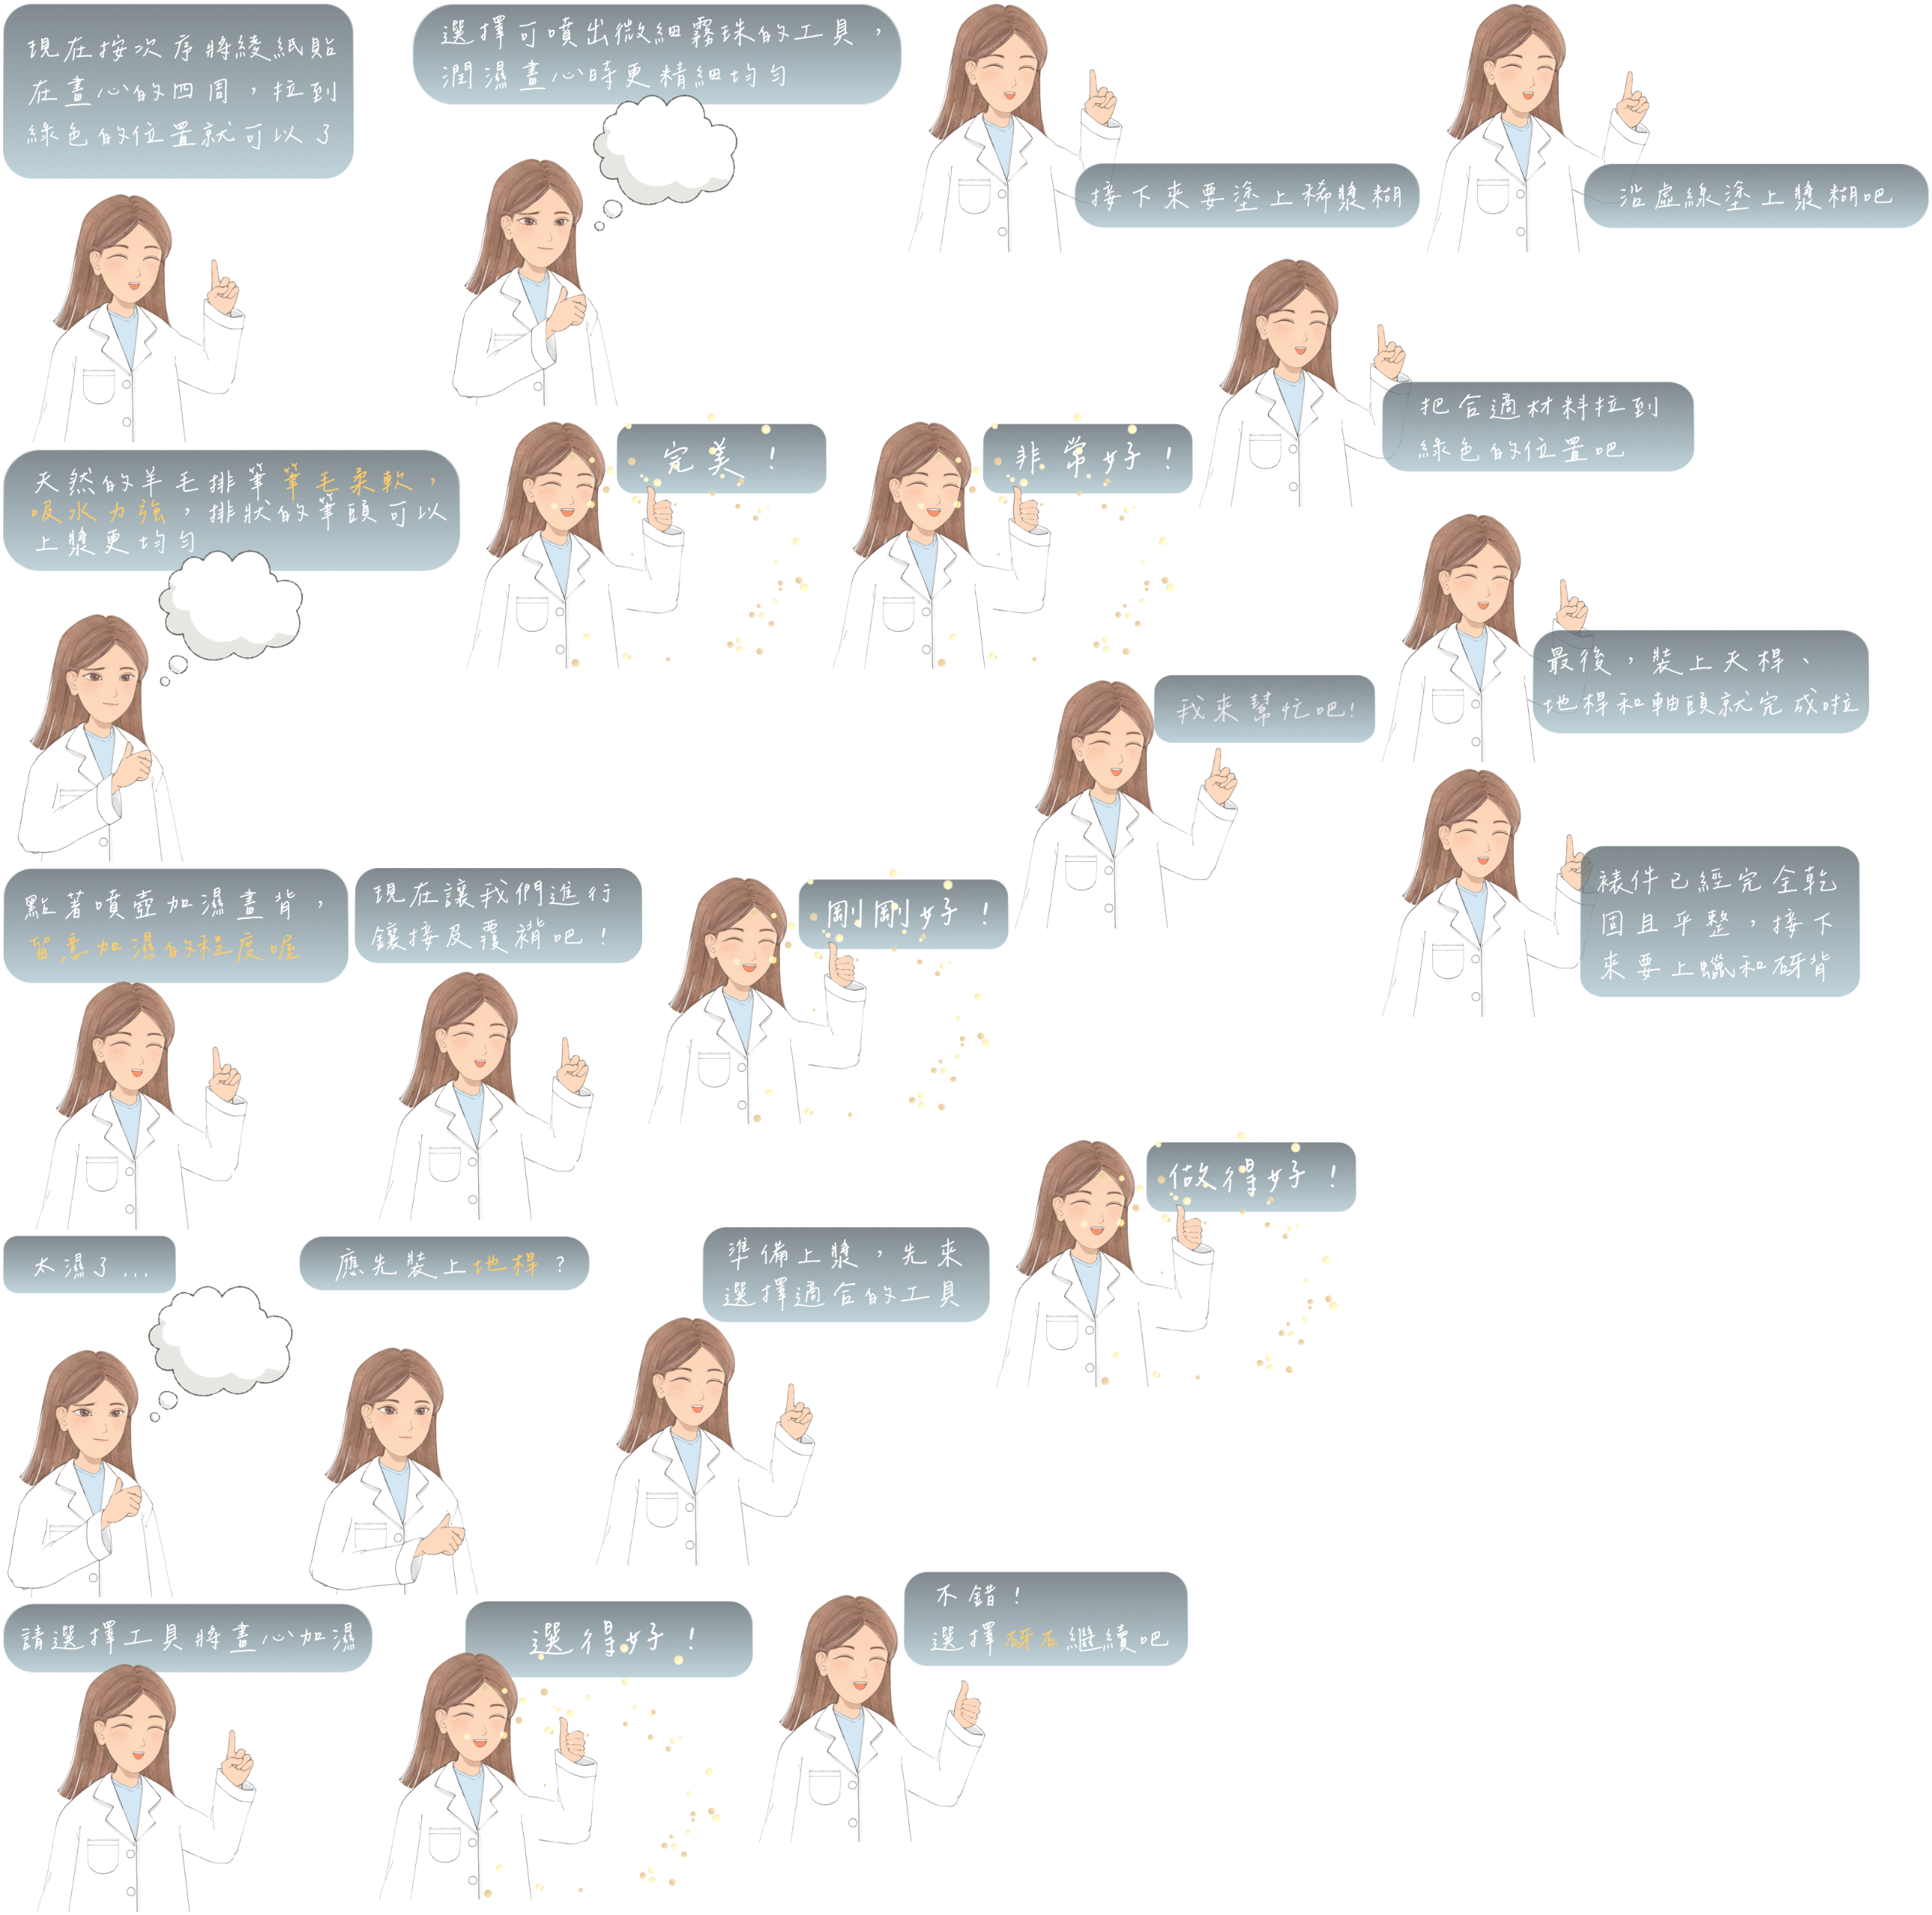 現在按次序將綾紙貼
在畫心的四周，拉到
綠色的位置就可以了
選擇可噴出微細霧珠的工具，
潤濕畫心時更精細均勻
接下來要塗上稀漿糊
沿虛線塗上漿糊吧
把合適材料拉到
綠色的位置吧
天然的羊毛排筆筆毛柔軟，
吸水力強，排狀的筆頭可以
上漿更均勻
完美！
非常好！
最後，裝上天桿、
地桿和軸頭就完成啦
我來幫忙吧！
點著噴壺加濕畫背，
留意加濕的程度喔
現在讓我們進行
鑲接及覆褙吧！
剛剛好！
裱件已經完全乾
固且平整，接下
來要上蠟和砑背
做得好！
太濕了...
應先裝上地桿？
準備上漿，先來
選擇適合的工具
請選擇工具將畫心加濕
選得好！
不錯！
選擇砑石繼續吧